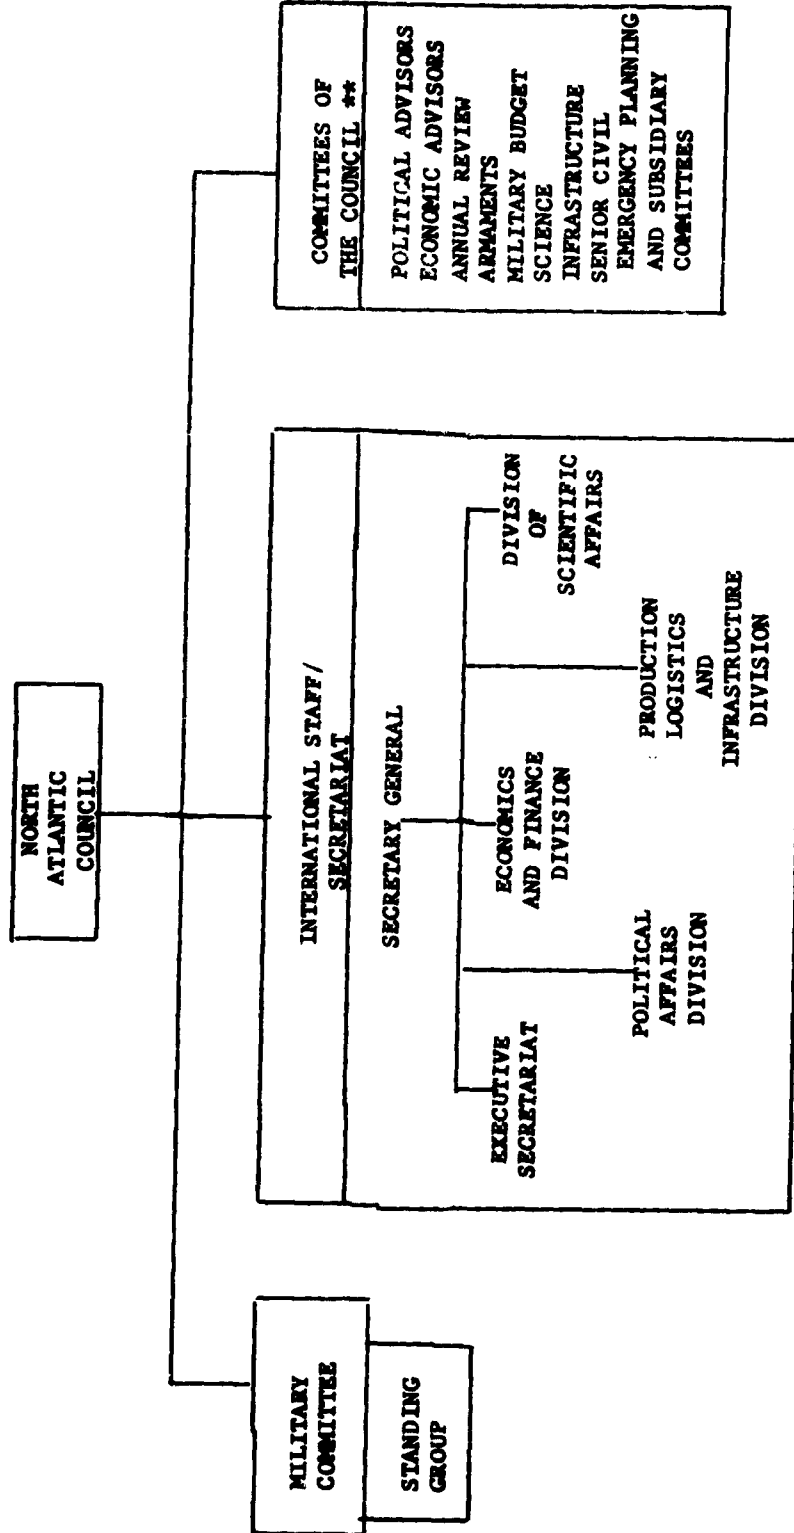 NORTH
ATLANTIC
COUNCIL
MILITARY
COMMITTEE
STANDING
GROUP
INTERNATIONAL STAFF/
SECRETARIAT
SECRETARY GENERAL
EXECUTIVE
SECRETARIAT
POLITICAL
AFFAIRS
DIVISION
ECONOMICS
AND FINANCE
DIVISION
PRODUCTION
LOGISTICS
AND
INFRASTRUCTURE
DIVISION
DIVISION
OF
SCIENTIFIC
AFFAIRS
COMMITTEES OF
THE COUNCIL **
POLITICAL ADVISORS
ECONOMIC ADVISORS
ANNUAL REVIEW
ARMAMENTS
MILITARY BUDGET
SCIENCE
INFRASTRUCTURE
SENIOR CIVIL
EMERGENCY PLANNING
AND SUBSIDIARY
COMMITTEES